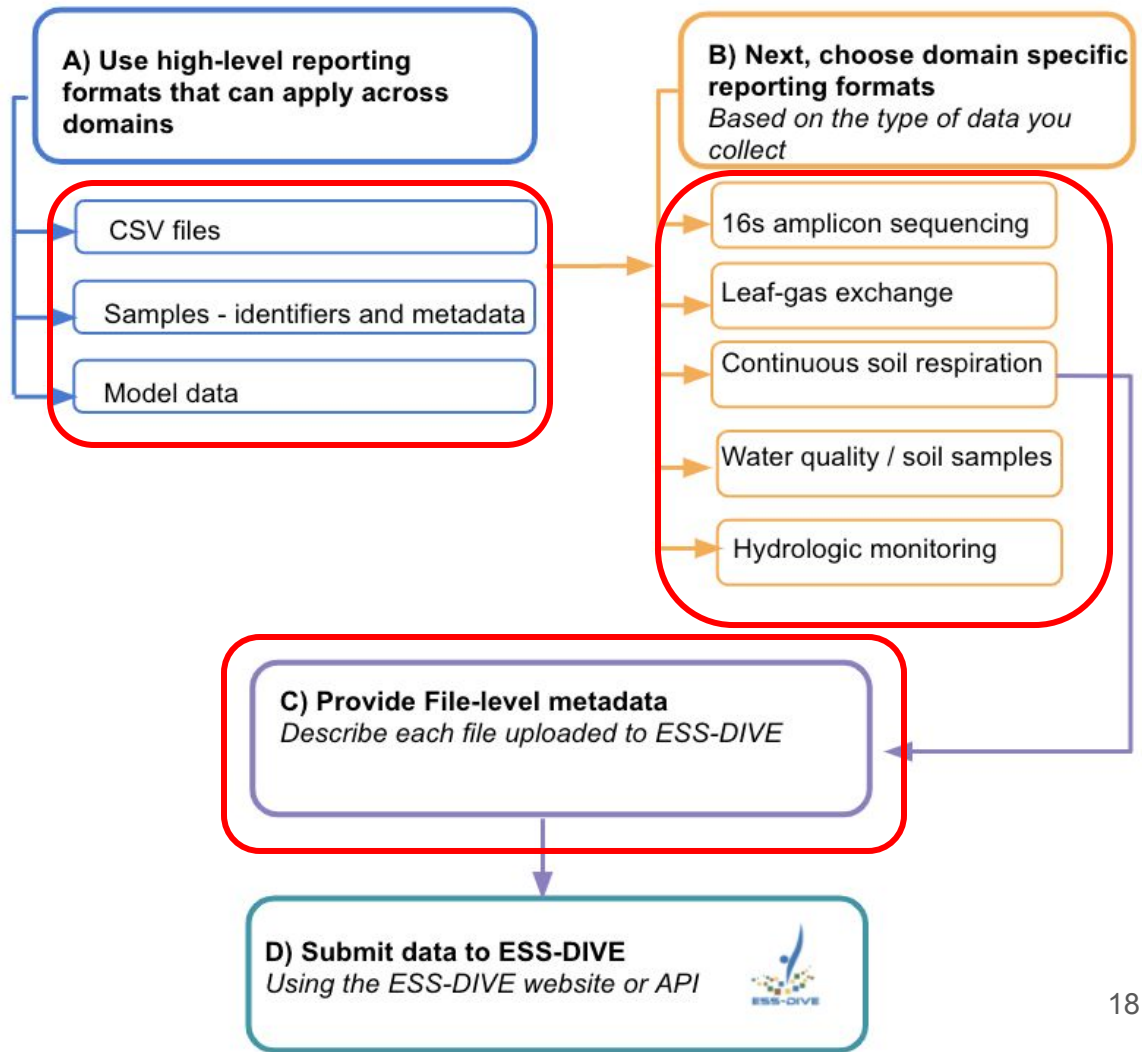 A) Use high-level reporting
formats that can apply across
domains
CSV files
Samples - identifiers and metadata
Model data
B) Next, choose domain specific
reporting formats
Based on the type of data you
collect
16s amplicon sequencing
Leaf-gas exchange
Continuous soil respiration
Water quality / soil samples
Hydrologic monitoring
C) Provide File-level metadata
Describe each file uploaded to ESS-DIVE
D) Submit data to ESS-DIVE
Using the ESS-DIVE website or API
ESS-DIVE
18